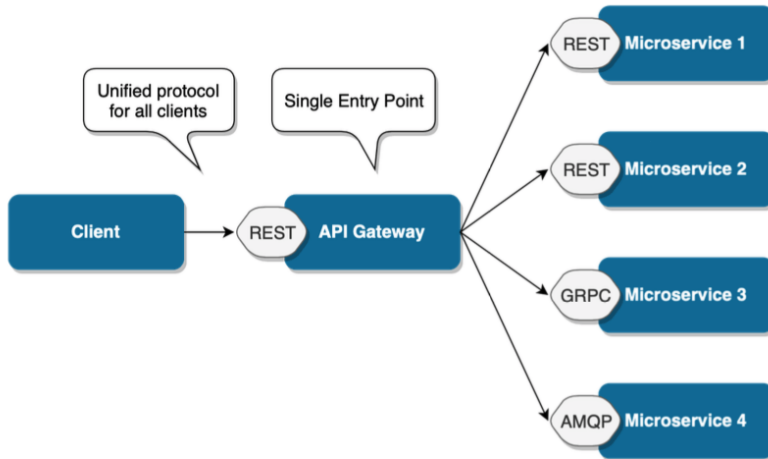 REST Microservice 1
Unified protocol
for all clients
Single Entry Point
REST Microservice 2
Client
REST API Gateway
GRPC Microservice 3
AMQP Microservice 4